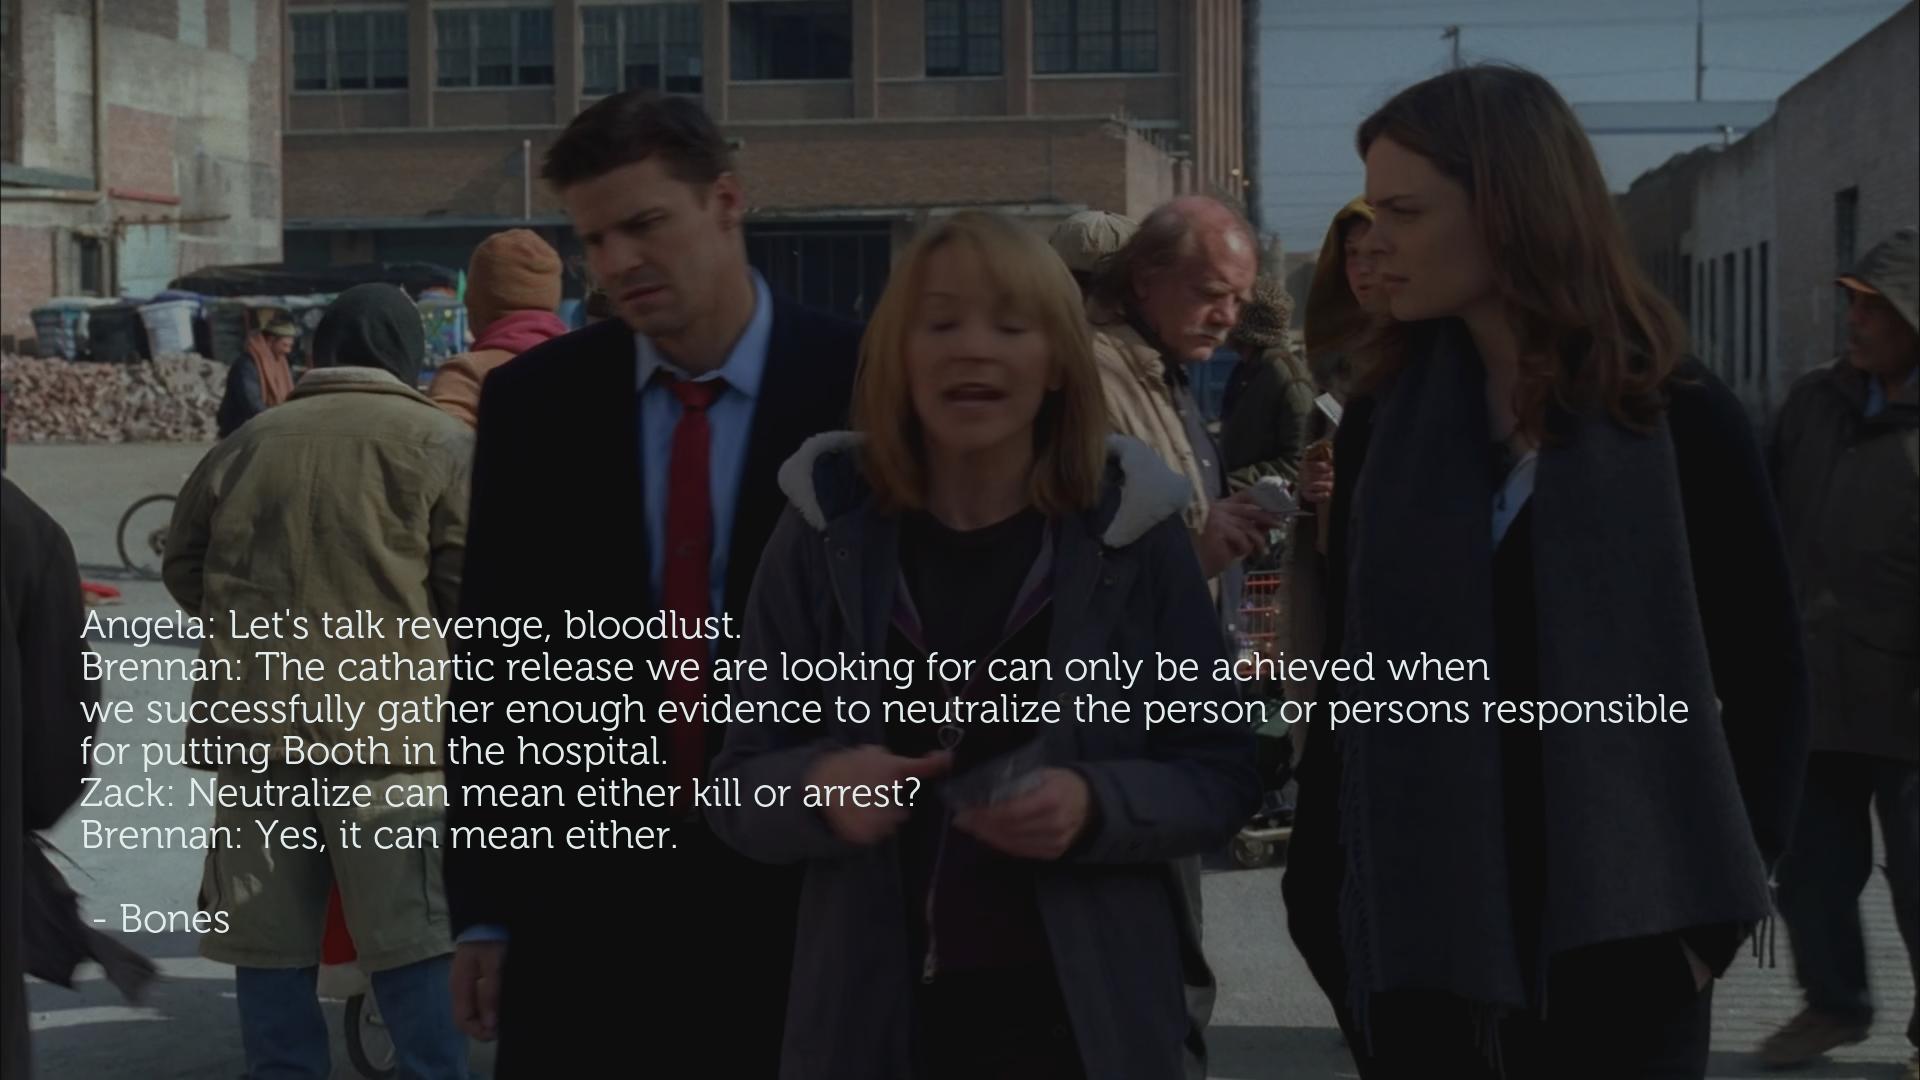 Angela: Let's talk revenge, bloodlust.
Brennan: The cathartic release we are looking for can only be achieved when
we successfully gather enough evidence to neutralize the person or persons responsible
for putting Booth in the hospital.
Zack: Neutralize can mean either kill or arrest?
Brennan: Yes, it can mean either.
- Bones